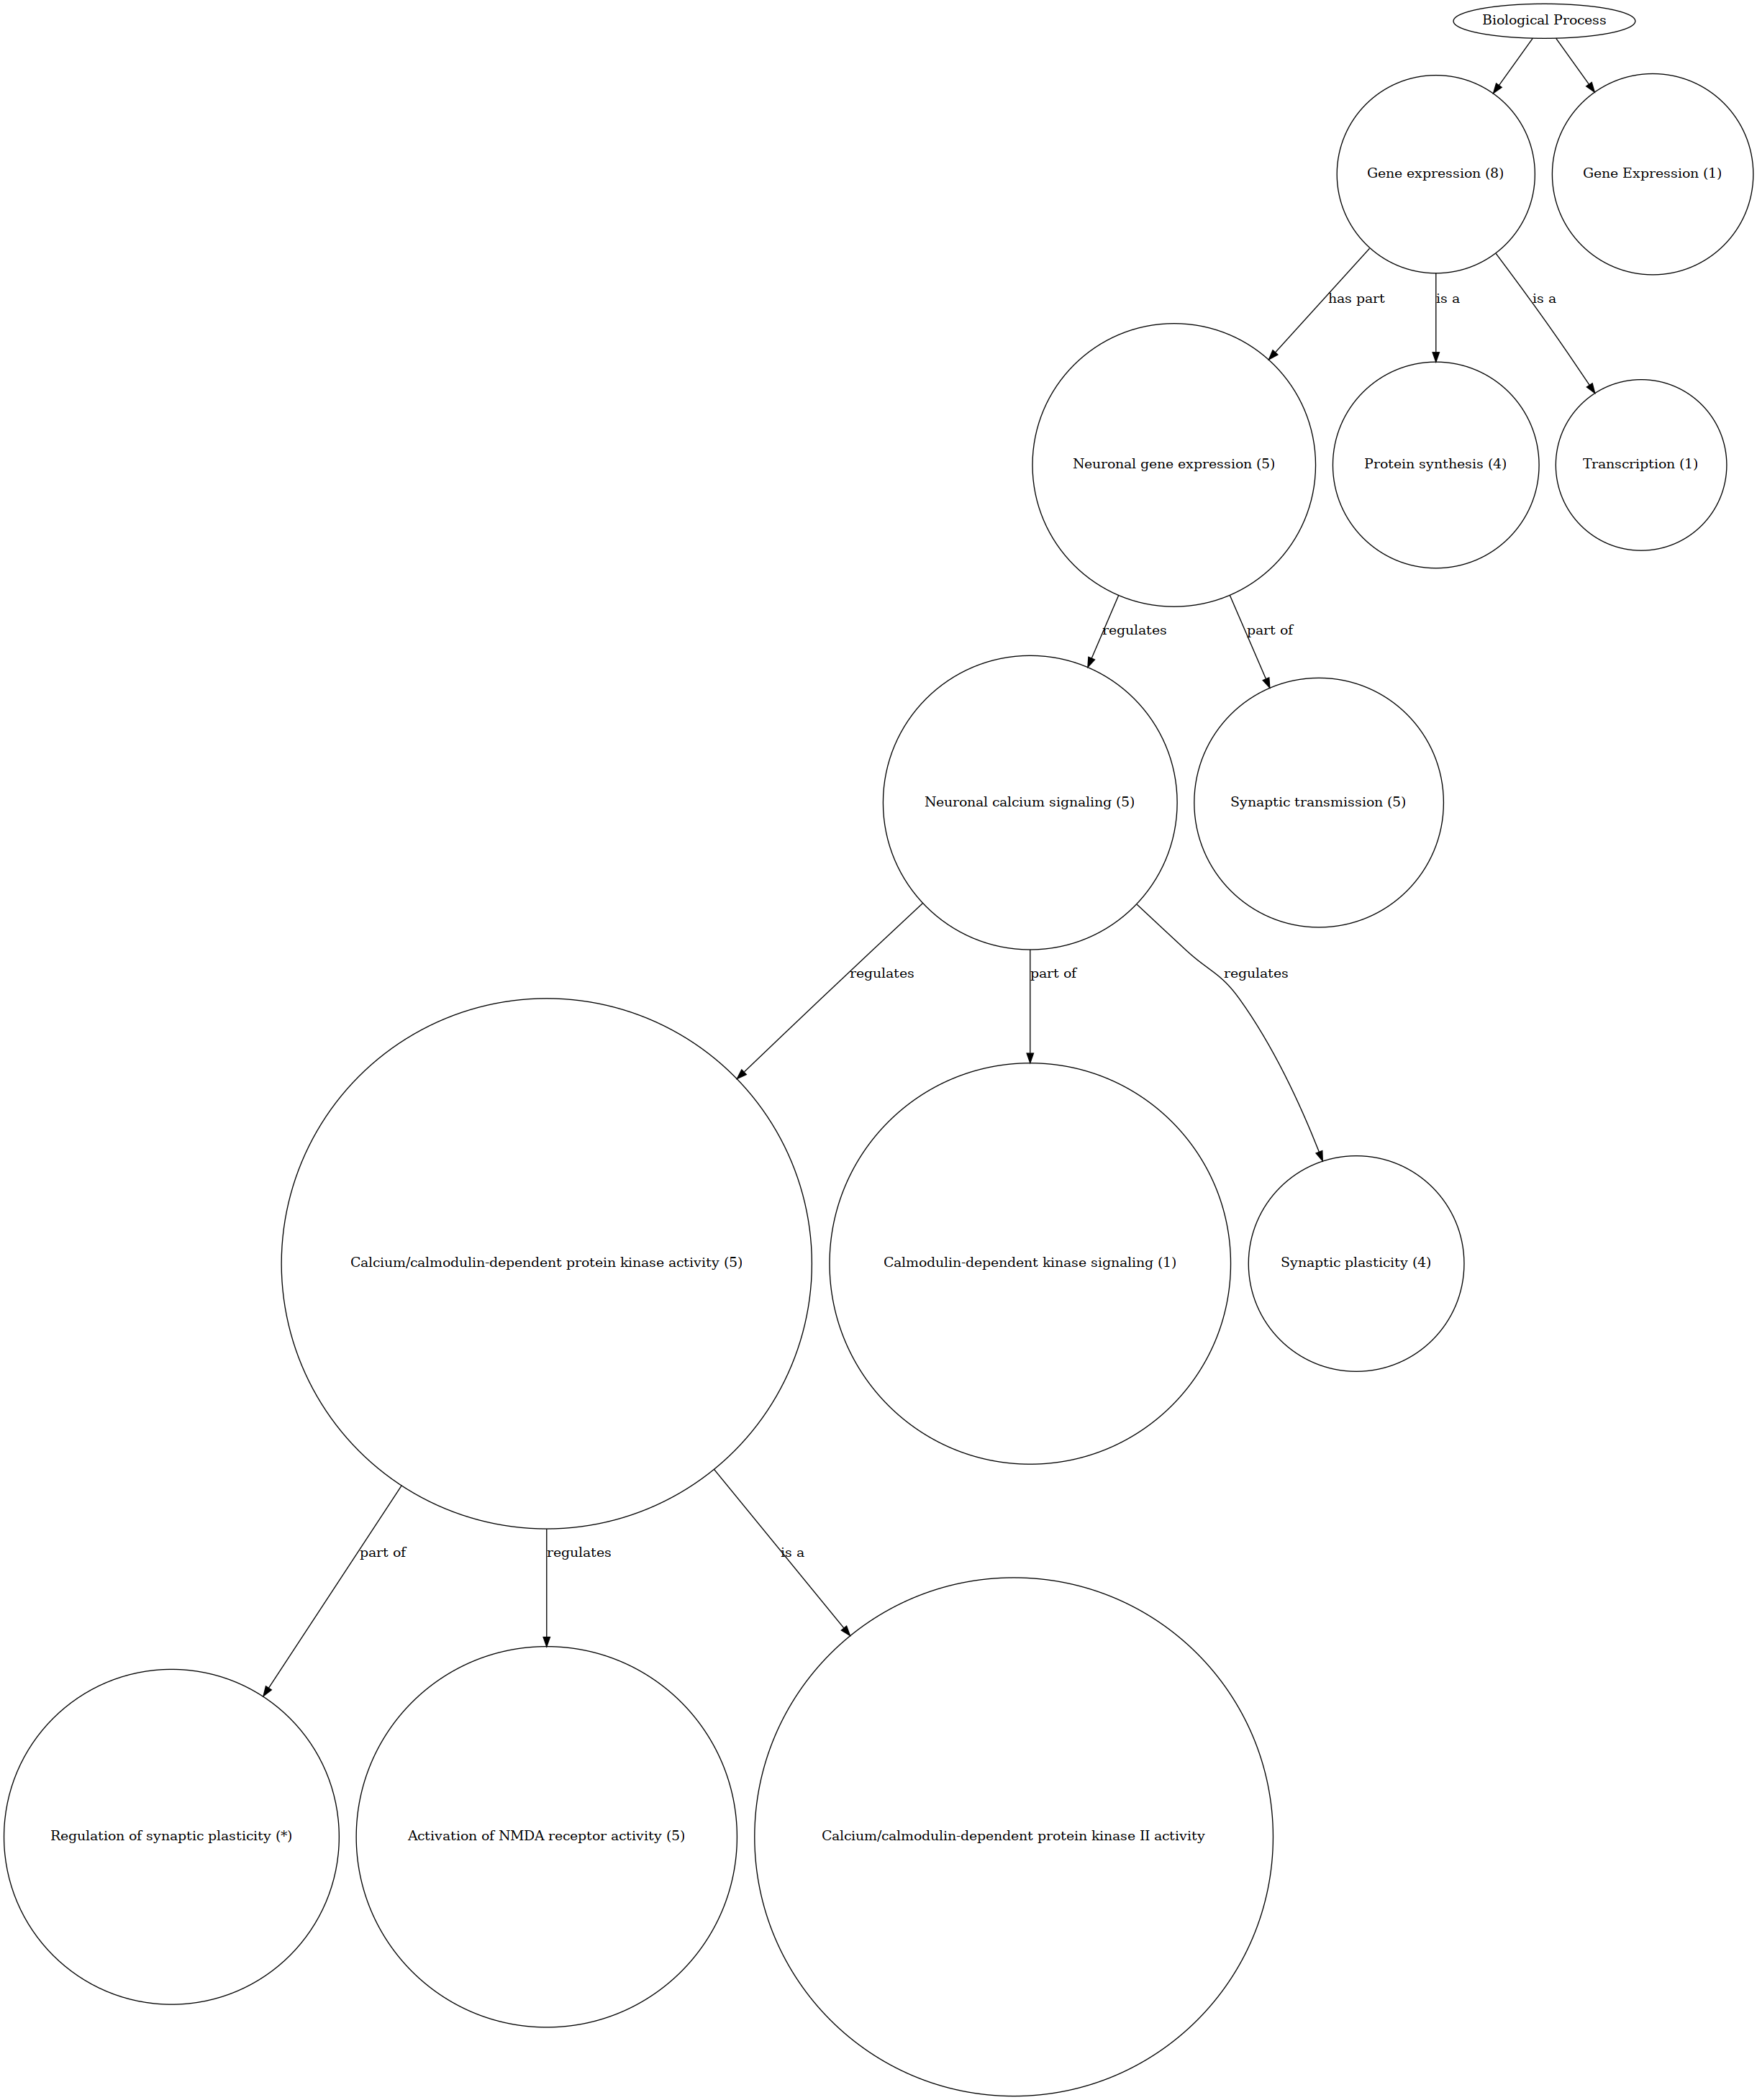 Biological Process
Gene expression (8)
Gene Expression (1)
has part
is a
is a
Neuronal gene expression (5)
Protein synthesis (4)
Transcription (1)
regulates
part of
Neuronal calcium signaling (5)
Synaptic transmission (5)
regulates
part of
regulates
Calcium/calmodulin-dependent protein kinase activity (5)
Calmodulin-dependent kinase signaling (1)
Synaptic plasticity (4)
part of
regulates
is a
Regulation of synaptic plasticity (*)
Activation of NMDA receptor activity (5)
Calcium/calmodulin-dependent protein kinase II activity